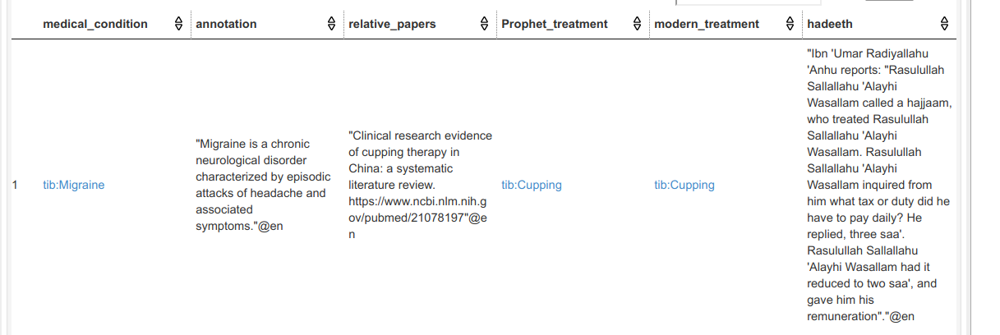 medical_condition annotation relative_papers Prophet_treatment modern_treatment hadeeth
1
tib:Migraine
"Migraine is a chronic
neurological disorder
characterized by episodic
attacks of headache and
associated
symptoms."@en
"Clinical research evidence
of cupping therapy in
China: a systematic
literature review.
https://www.ncbi.nlm.nih.g
ov/pubmed/21078197"@e
n
tib:Cupping
tib:Cupping
"Ibn 'Umar Radiyallahu
'Anhu reports: "Rasulullah
Sallallahu 'Alayhi
Wasallam called a hajjaam,
who treated Rasulullah
Sallallahu 'Alayhi
Wasallam. Rasulullah
Sallallahu 'Alayhi
Wasallam inquired from
him what tax or duty did he
have to pay daily? He
replied, three saa'.
Rasulullah Sallallahu
'Alayhi Wasallam had it
reduced to two saa', and
gave him his
remuneration"."@en